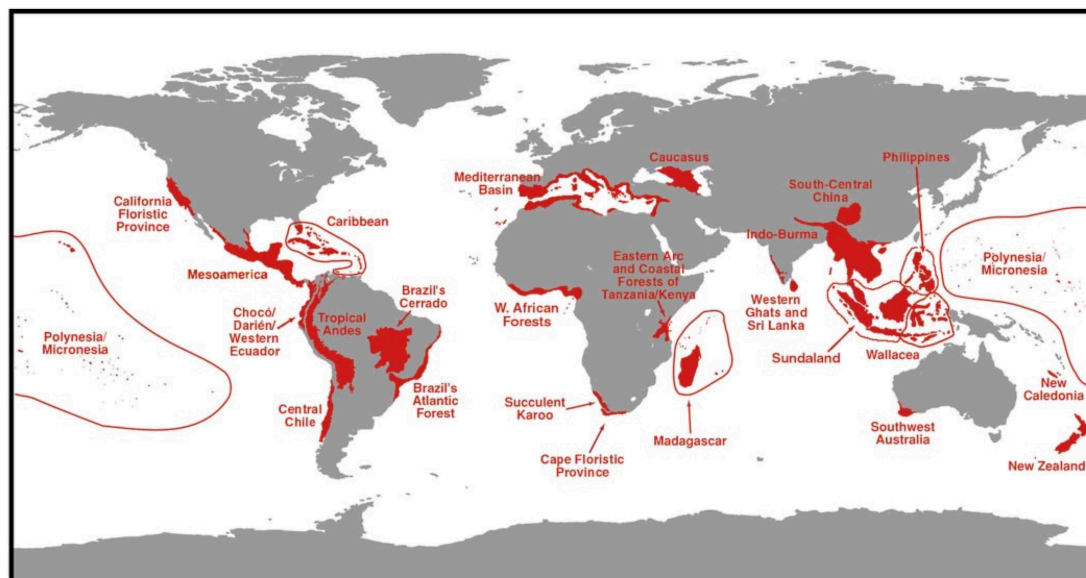 California
Floristic
Province
Mesoamerica
Polynesia/
Micronesia
Caribbean
Chocó/
Darién/
Western
Ecuador
Tropical
Andes
Brazil's
Cerrado
Brazil's
Atlantic
Forest
Central
Chile
Mediterranean
Basin
Caucasus
W. African
Forests
Eastern Arc
and Coastal
Forests of
Tanzania/Kenya
Succulent
Karoo
Cape Floristic
Province
Madagascar
Philippines
South-Central
China
Indo-Burma
Western
Ghats and
Sri Lanka
Sundaland
Wallacea
Polynesia/
Micronesia
New
Caledonia
Southwest
Australia
New Zealand